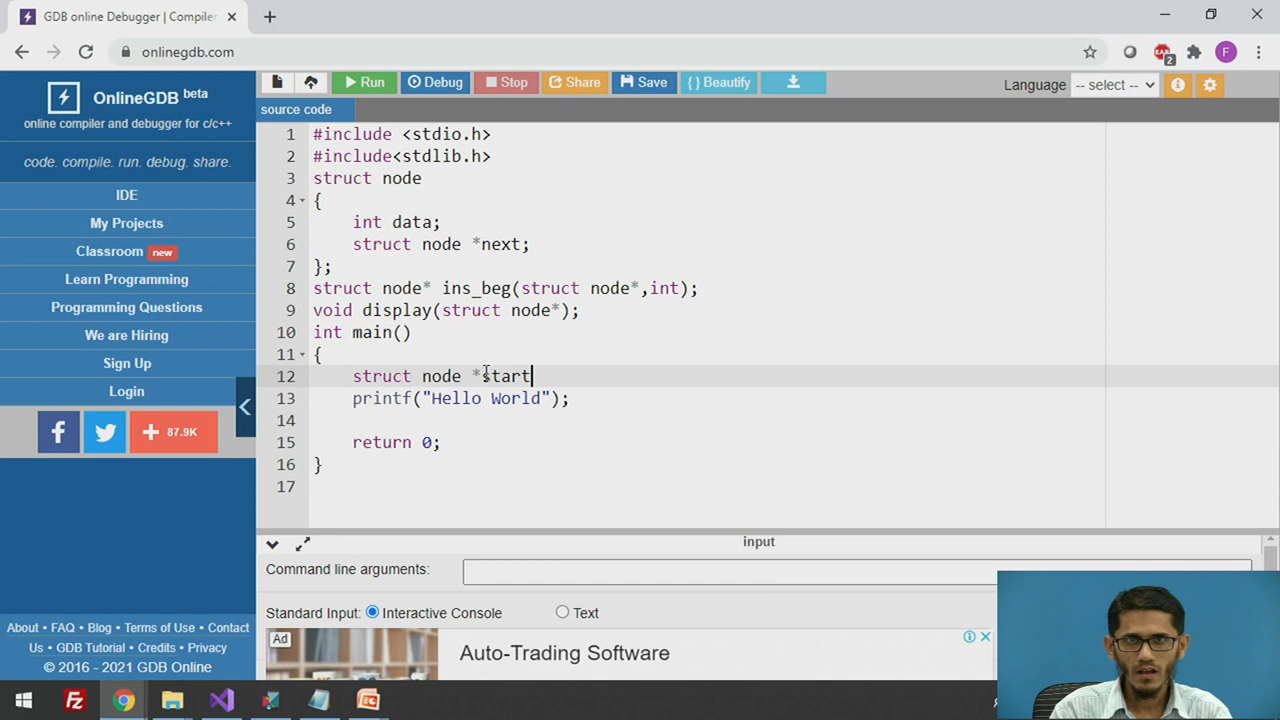 GDB online Debugger | Compiler
onlinegdb.com
2
F
OnlineGDB beta
online compiler and debugger for c/c++
code. compile. run. debug. share.
IDE
My Projects
Classroom new
Learn Programming
Programming Questions
We are Hiring
Sign Up
Login
87.9K
About • FAQ • Blog • Terms of Use • Contact
Us • GDB Tutorial • Credits • Privacy
© 2016 - 2021 GDB Online
Run Debug Stop Share Save { } Beautify
Language -- select --
source code
1 #include <stdio.h>
2 #include<stdlib.h>
3 struct node
4 {
5 int data;
6 struct node *next;
7 };
8 struct node* ins_beg(struct node*,int);
9 void display(struct node*);
10 int main()
11 {
12 struct node *start
13 printf("Hello World");
14
15 return 0;
16 }
17
input
Command line arguments:
Standard Input: Interactive Console Text
Ad
Auto-Trading Software